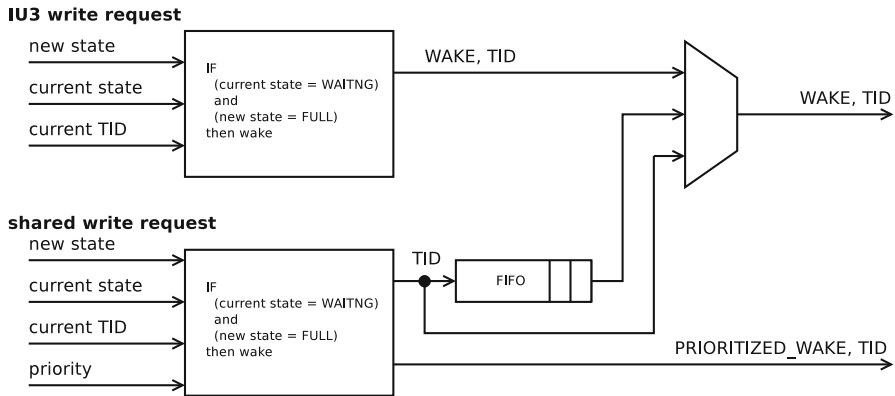 IU3 write request
new state
current state
current TID
IF
(current state = WAITNG)
and
(new state = FULL)
then wake
WAKE, TID
WAKE, TID
shared write request
new state
current state
current TID
priority
IF
(current state = WAITNG)
and
(new state = FULL)
then wake
TID
FIFO
PRIORITIZED_WAKE, TID